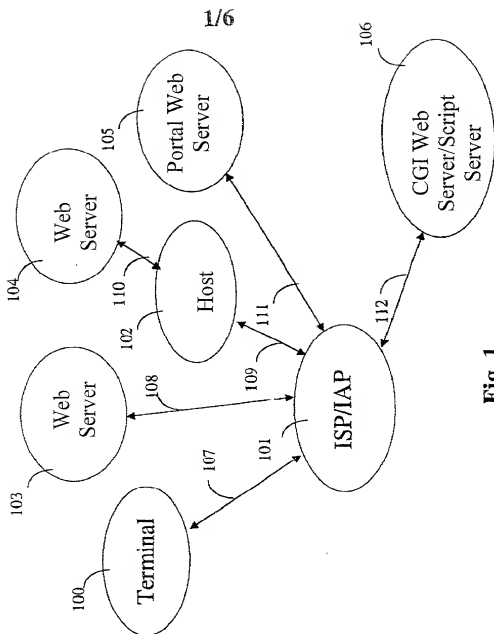 1/6
104
Web
Server
110
102
Host
105
Portal Web
Server
106
CGI Web
Server/Script
Server
103
Web
Server
108
109
111
112
100
Terminal
107
101
ISP/IAP
Fig. 1